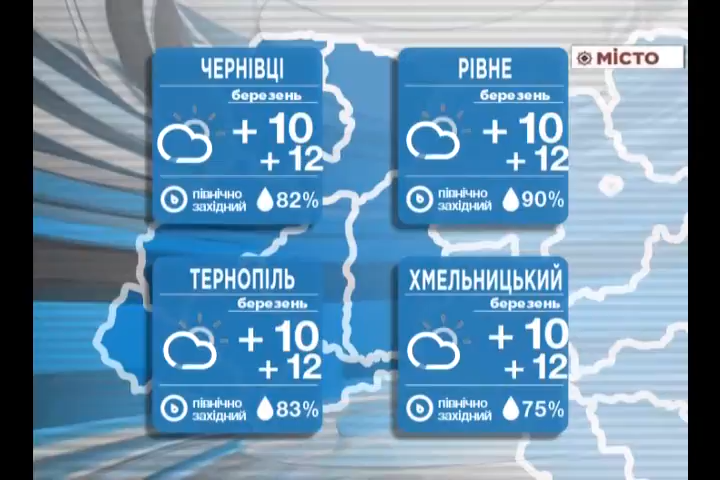 МІСТО
ЧЕРНІВЦІ
березень
+ 10
+ 12
північно
західний
82%
РІВНЕ
березень
+ 10
+ 12
північно
західний
90%
ТЕРНОПІЛЬ
березень
+ 10
+ 12
північно
західний
83%
ХМЕЛЬНИЦЬКИЙ
березень
+ 10
+ 12
північно
західний
75%